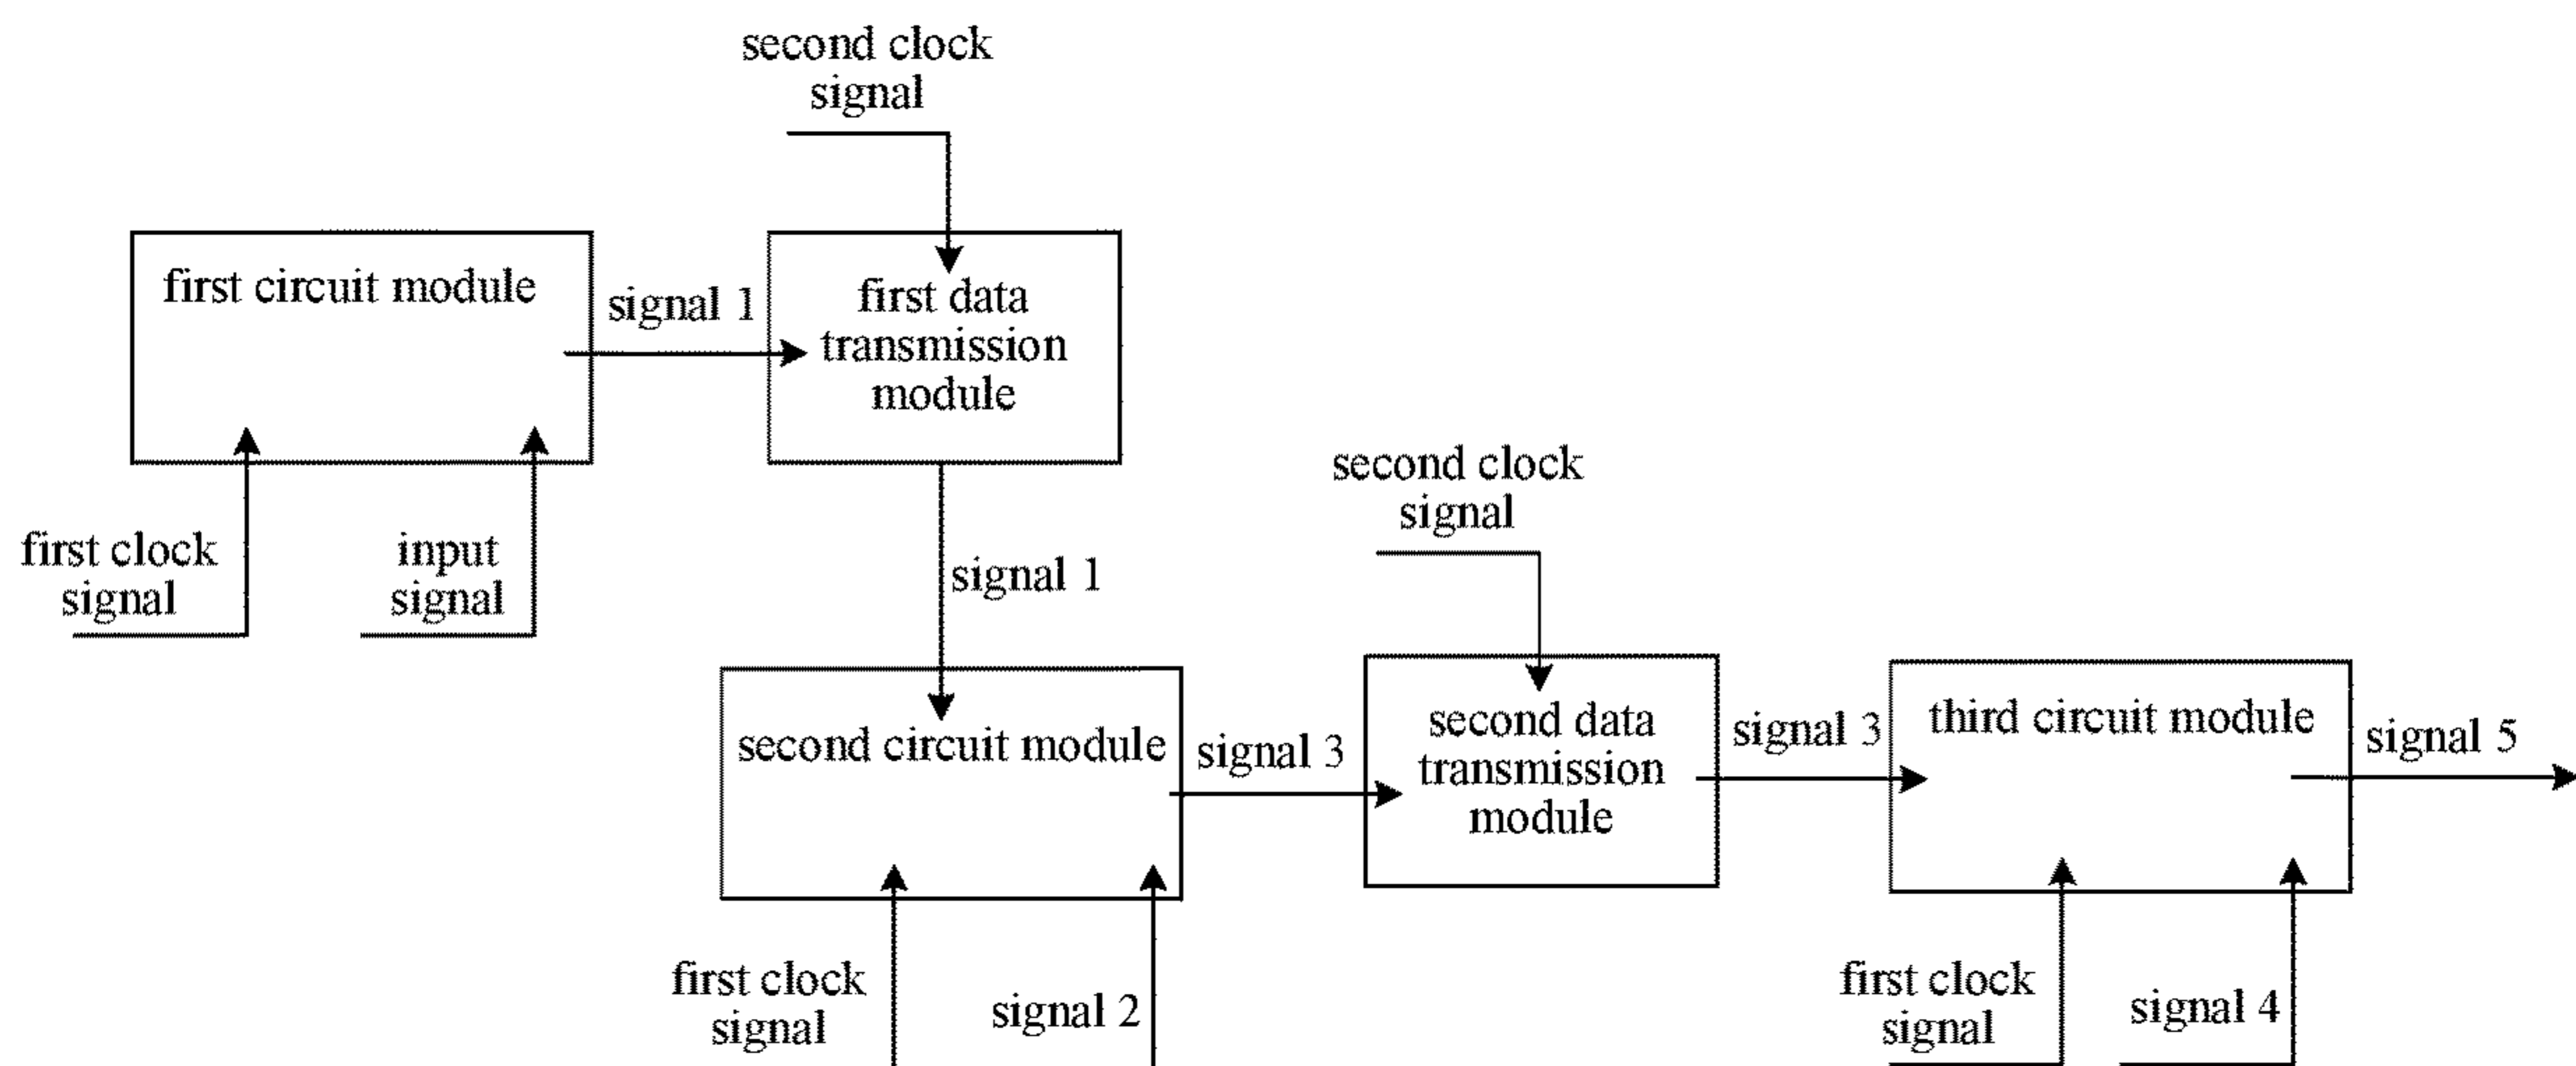 second clock
signal
first circuit module
signal 1
first data
transmission
module
first clock
signal
input
signal
signal 1
second clock
signal
second circuit module
signal 3
second data
transmission
module
signal 3
third circuit module
signal 5
first clock
signal
signal 2
first clock
signal
signal 4